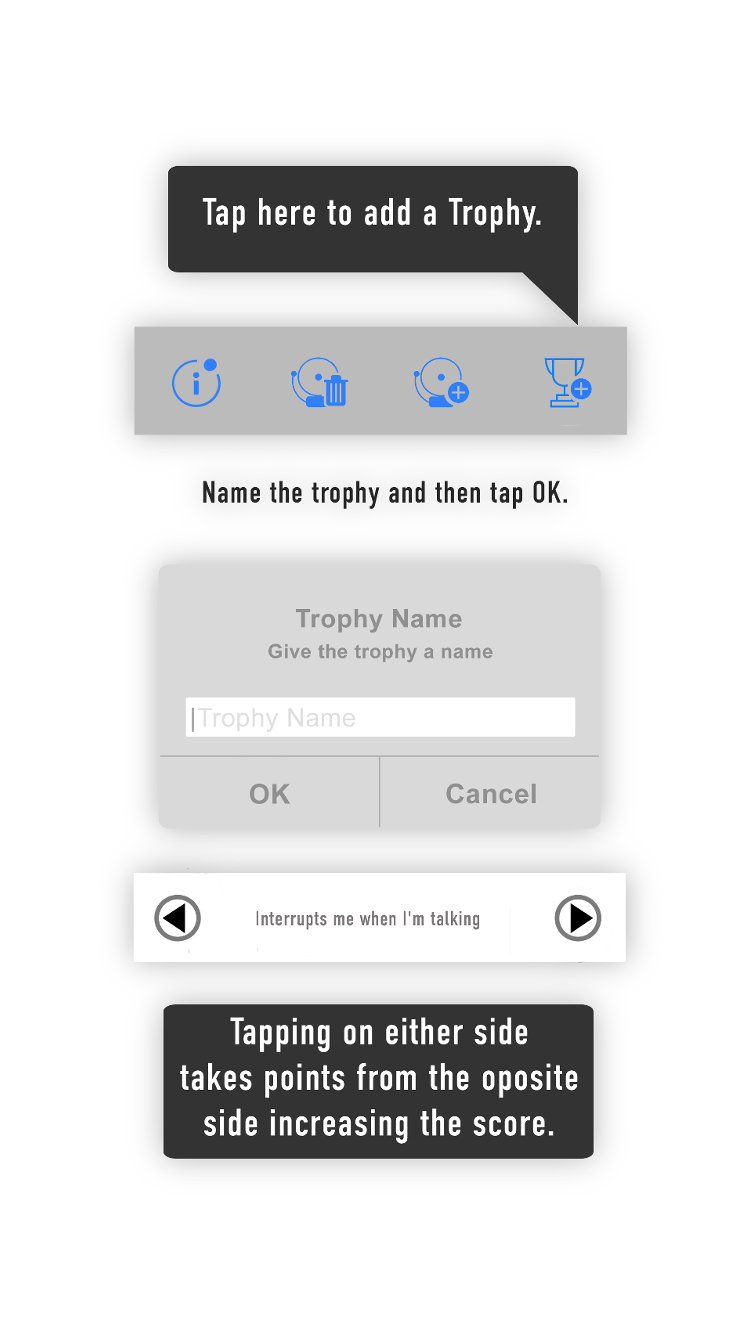 Tap here to add a Trophy.
Name the trophy and then tap OK.
Trophy Name
Give the trophy a name
Trophy Name
OK
Cancel
Interrupts me when I'm talking
Tapping on either side
takes points from the oposite
side increasing the score.